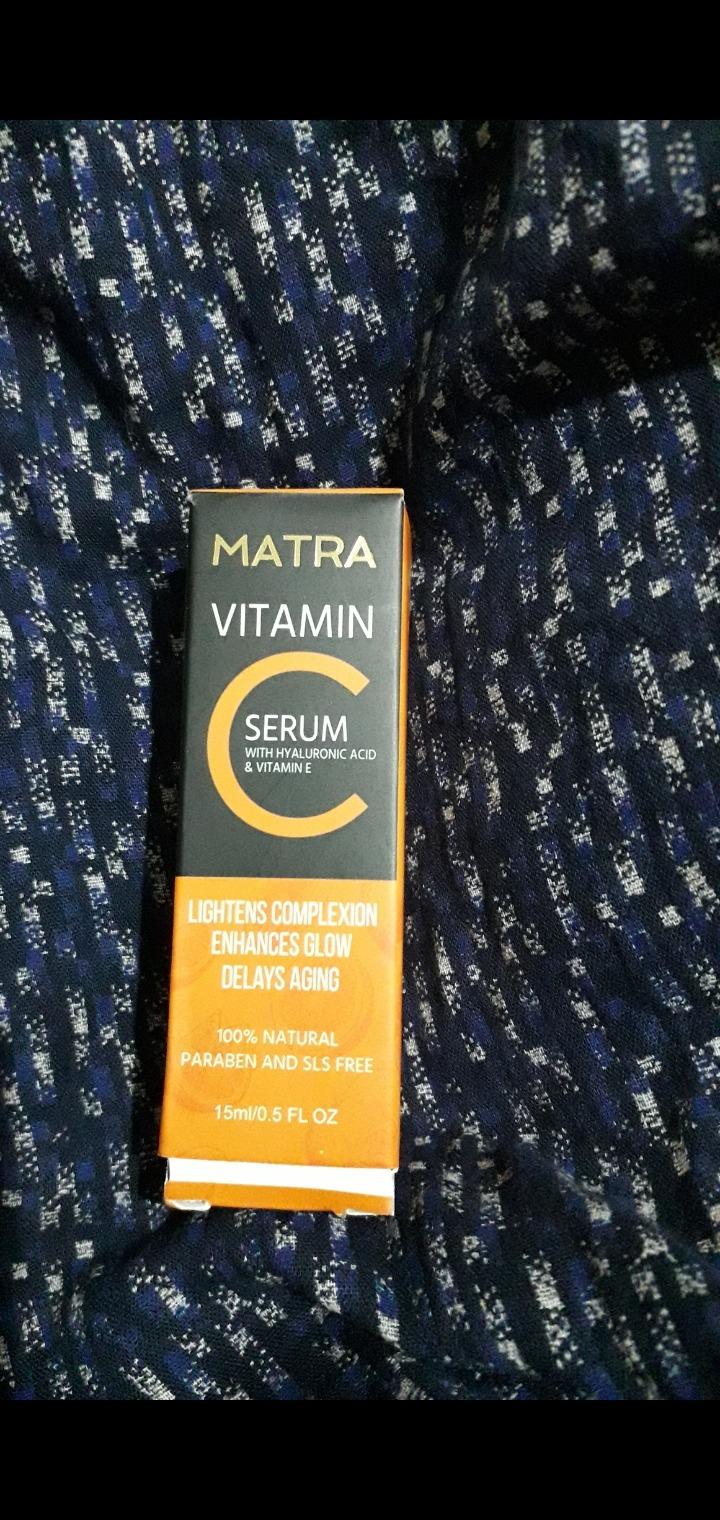 MATRA
VITAMIN
C
SERUM
WITH HYALURONIC ACID
& VITAMIN E
LIGHTENS COMPLEXION
ENHANCES GLOW
DELAYS AGING
100% NATURAL
PARABEN AND SLS FREE
15ml/0.5 FL OZ